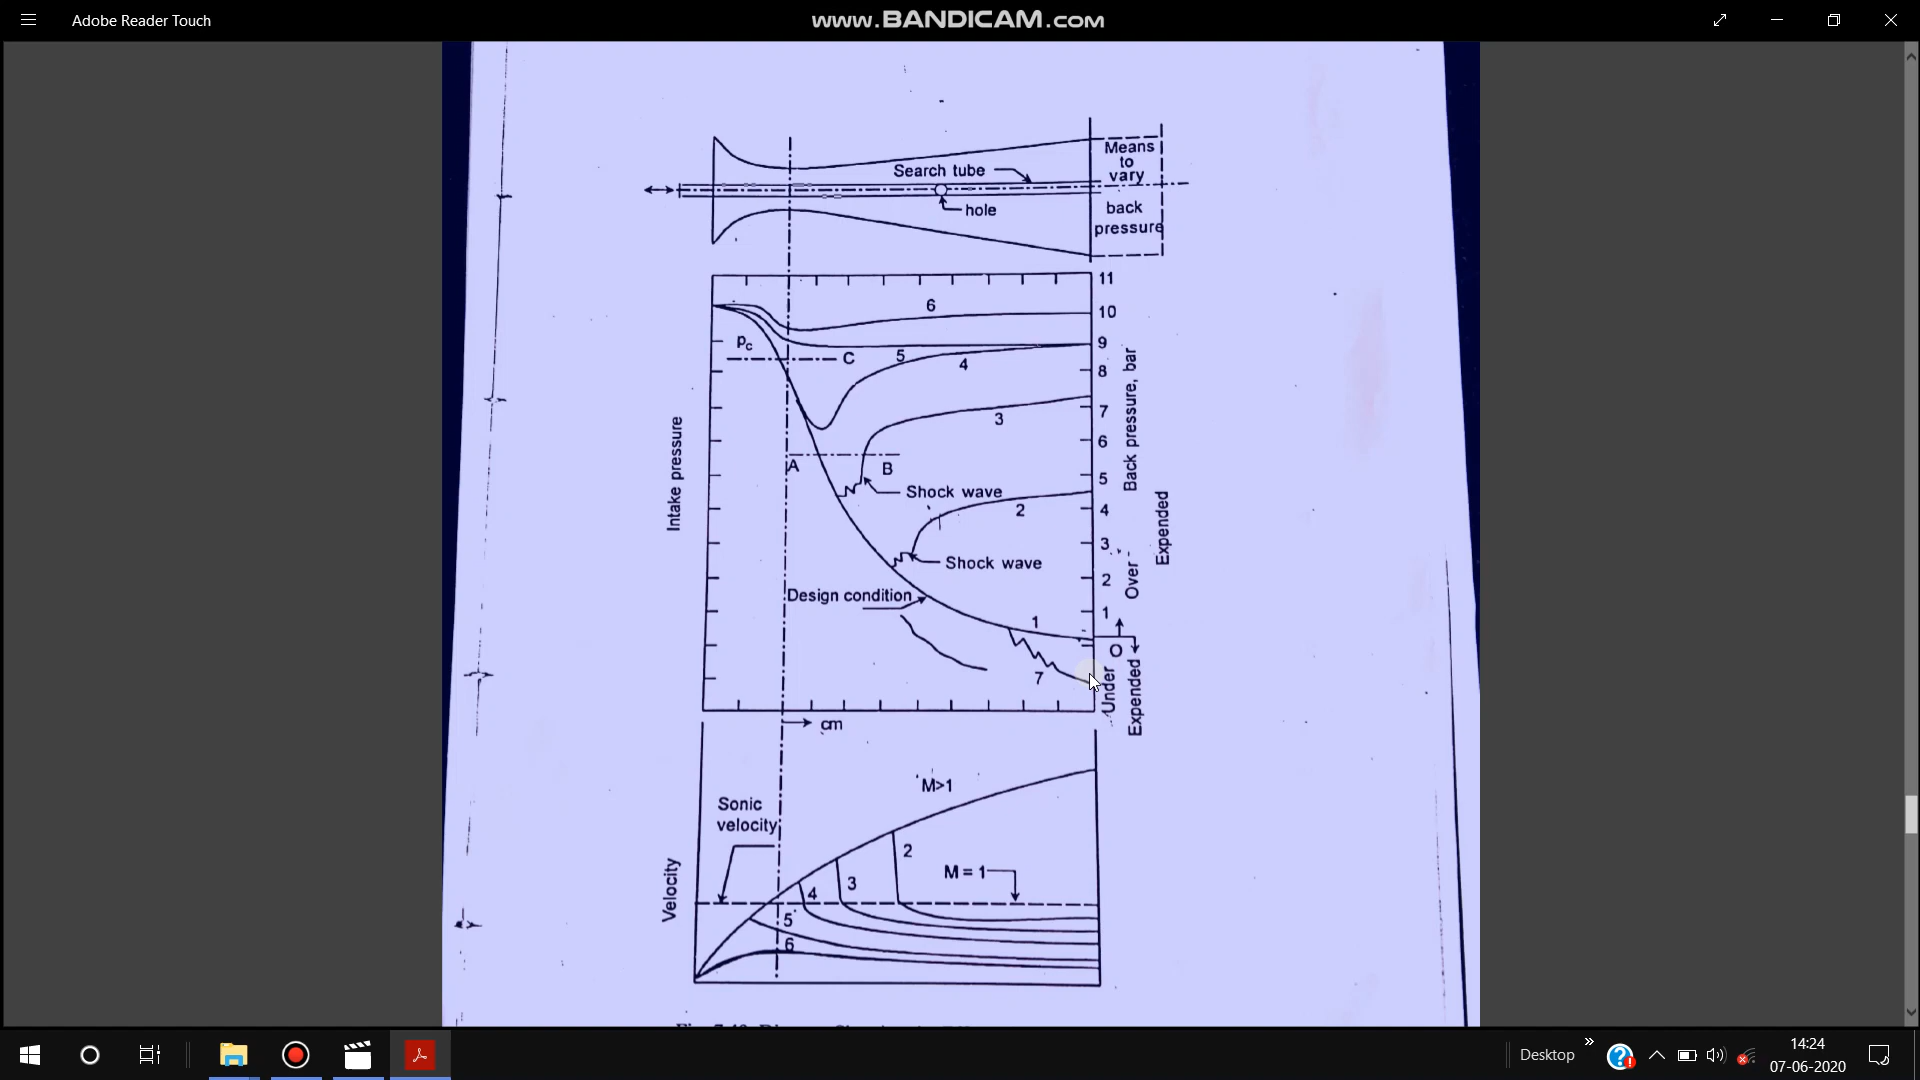 Adobe Reader Touch
www.BANDICAM.com
Means
to
vary
back
pressure
Search tube
hole
11
10
9
8
7
6
5
4
3
2
1
O
6
Pc
C
5
4
3
A
B
Shock wave
2
Shock wave
Design condition
1
7
Intake pressure
Back pressure, bar
Over
Expended
Under
Expended
cm
M>1
Sonic
velocity
2
M = 1
3
4
5
6
Velocity
Desktop
14:24
07-06-2020